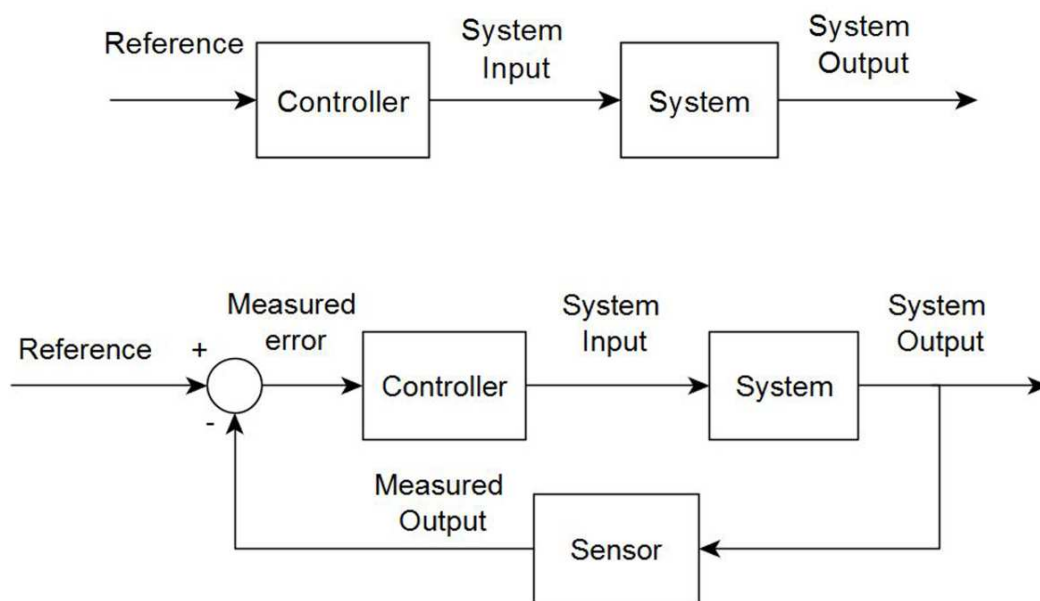 Reference
System
Input
System
Output
Controller
System
Reference
+
-
Measured
error
System
Input
System
Output
Controller
System
Measured
Output
Sensor